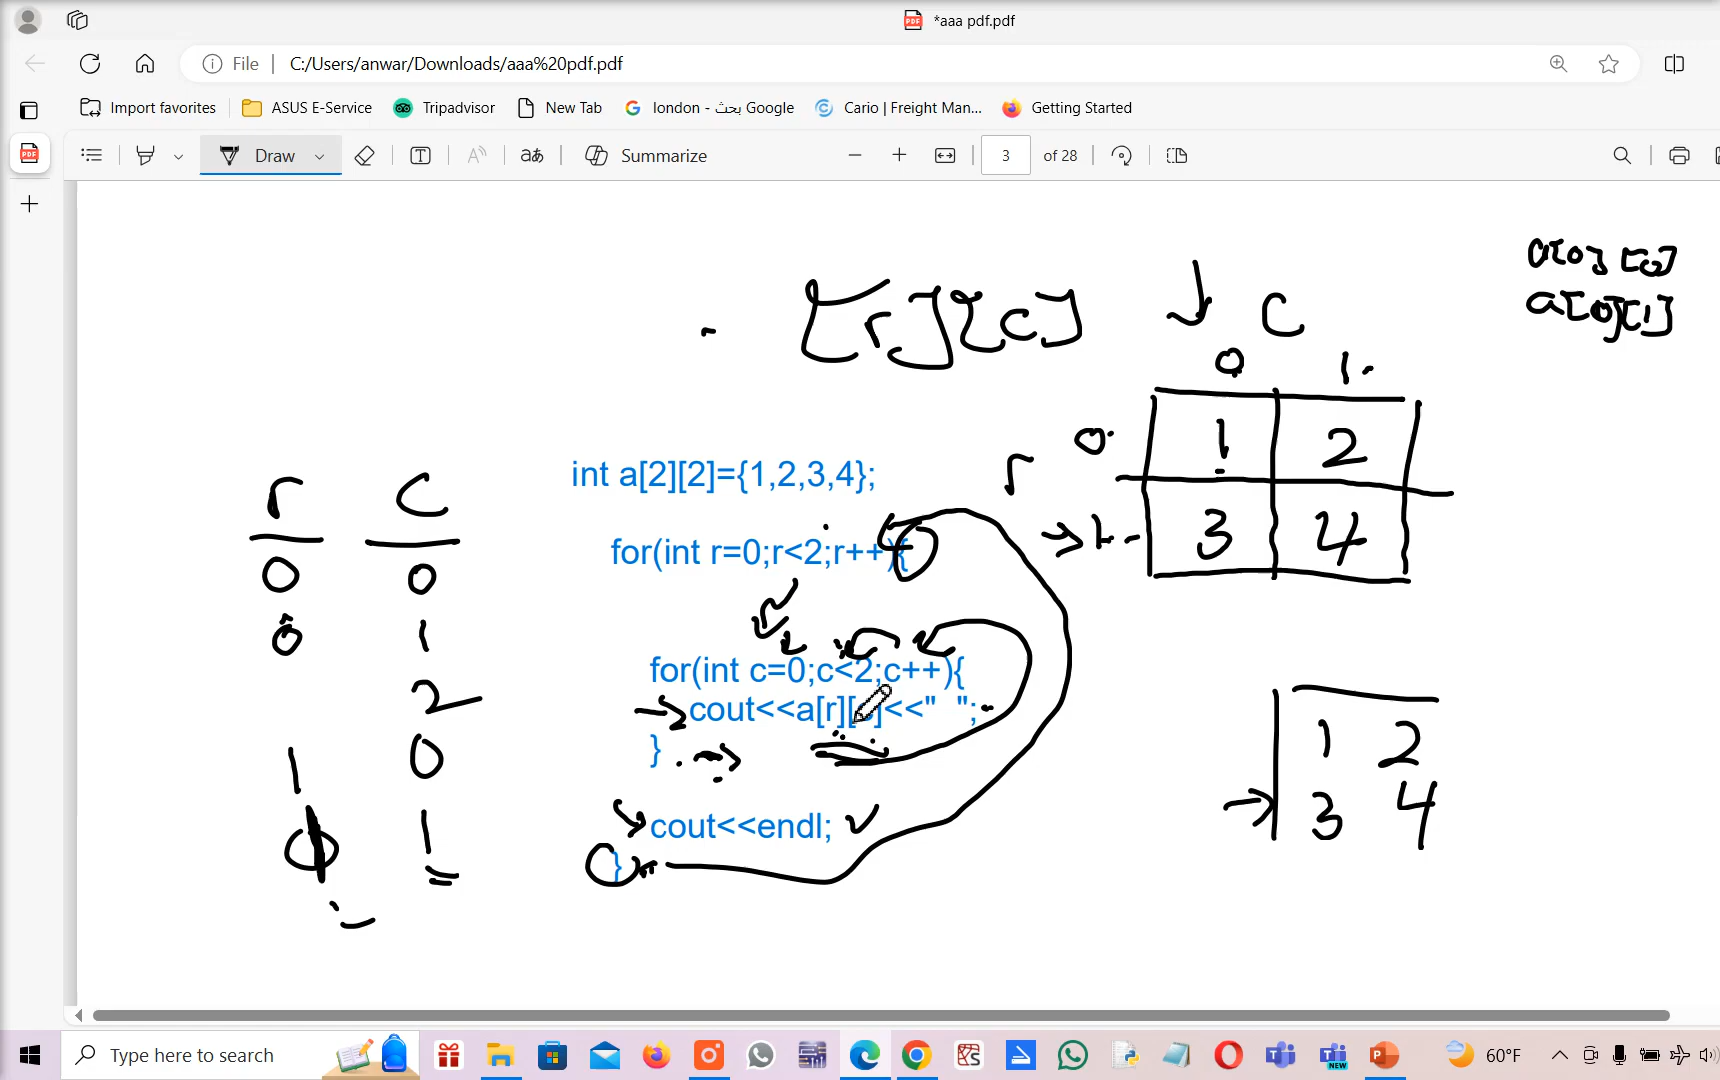 *aaa pdf.pdf
File | C:/Users/anwar/Downloads/aaa%20pdf.pdf
Import favorites ASUS E-Service Tripadvisor New Tab london - بحث Google Cario | Freight Man... Getting Started
Draw Summarize 3 of 28
a[0][0]
[r][c] C
a[0][1]
0 1
0 1 2
r
1 3 4
int a[2][2]={1,2,3,4};
for(int r=0;r<2;r++){
for(int c=0;c<2;c++){
cout<<a[r][c]<<" ";
}
cout<<endl;
}
r C
0 0
0 1
2
1 0
1
1 2
3 4
Type here to search
60°F